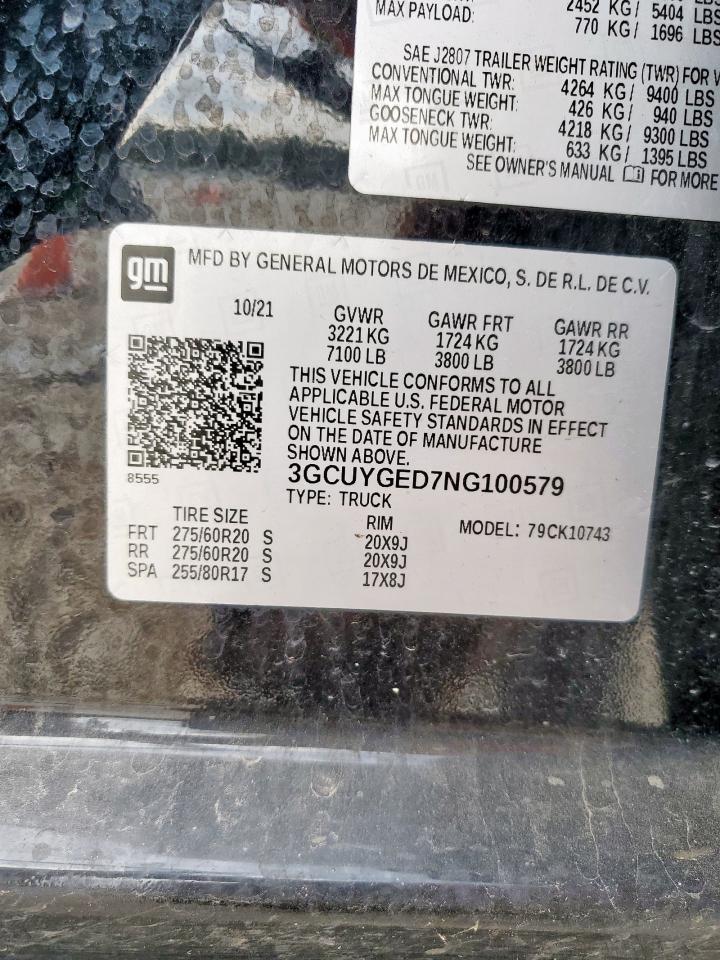 2452 KG/ 5404 LBS
MAX PAYLOAD: 770 KG/ 1696 LBS
SAE J2807 TRAILER WEIGHT RATING (TWR) FOR
CONVENTIONAL TWR: 4264 KG/ 9400 LBS
MAX TONGUE WEIGHT: 426 KG/ 940 LBS
GOOSENECK TWR: 4218 KG/ 9300 LBS
MAX TONGUE WEIGHT: 633 KG/ 1395 LBS
SEE OWNER'S MANUAL FOR MORE
gm
MFD BY GENERAL MOTORS DE MEXICO, S. DE R.L. DE C.V.
10/21 GVWR GAWR FRT GAWR RR
3221 KG 1724 KG 1724 KG
7100 LB 3800 LB 3800 LB
THIS VEHICLE CONFORMS TO ALL
APPLICABLE U.S. FEDERAL MOTOR
VEHICLE SAFETY STANDARDS IN EFFECT
ON THE DATE OF MANUFACTURE
SHOWN ABOVE.
8555
3GCUYGED7NG100579
TYPE: TRUCK
TIRE SIZE RIM MODEL: 79CK10743
FRT 275/60R20 S 20X9J
RR 275/60R20 S 20X9J
SPA 255/80R17 S 17X8J